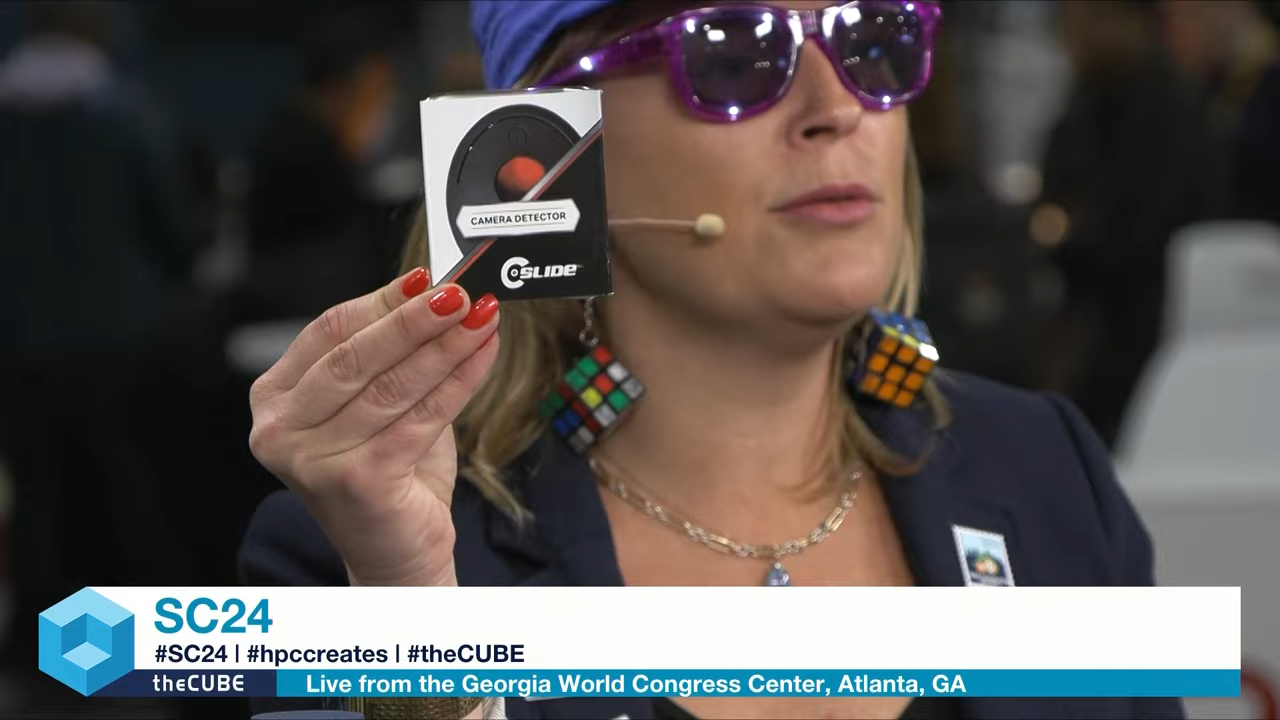 CAMERA DETECTOR
C-SLIDE
SC24
#SC24 | #hpccreates | #theCUBE
theCUBE
Live from the Georgia World Congress Center, Atlanta, GA